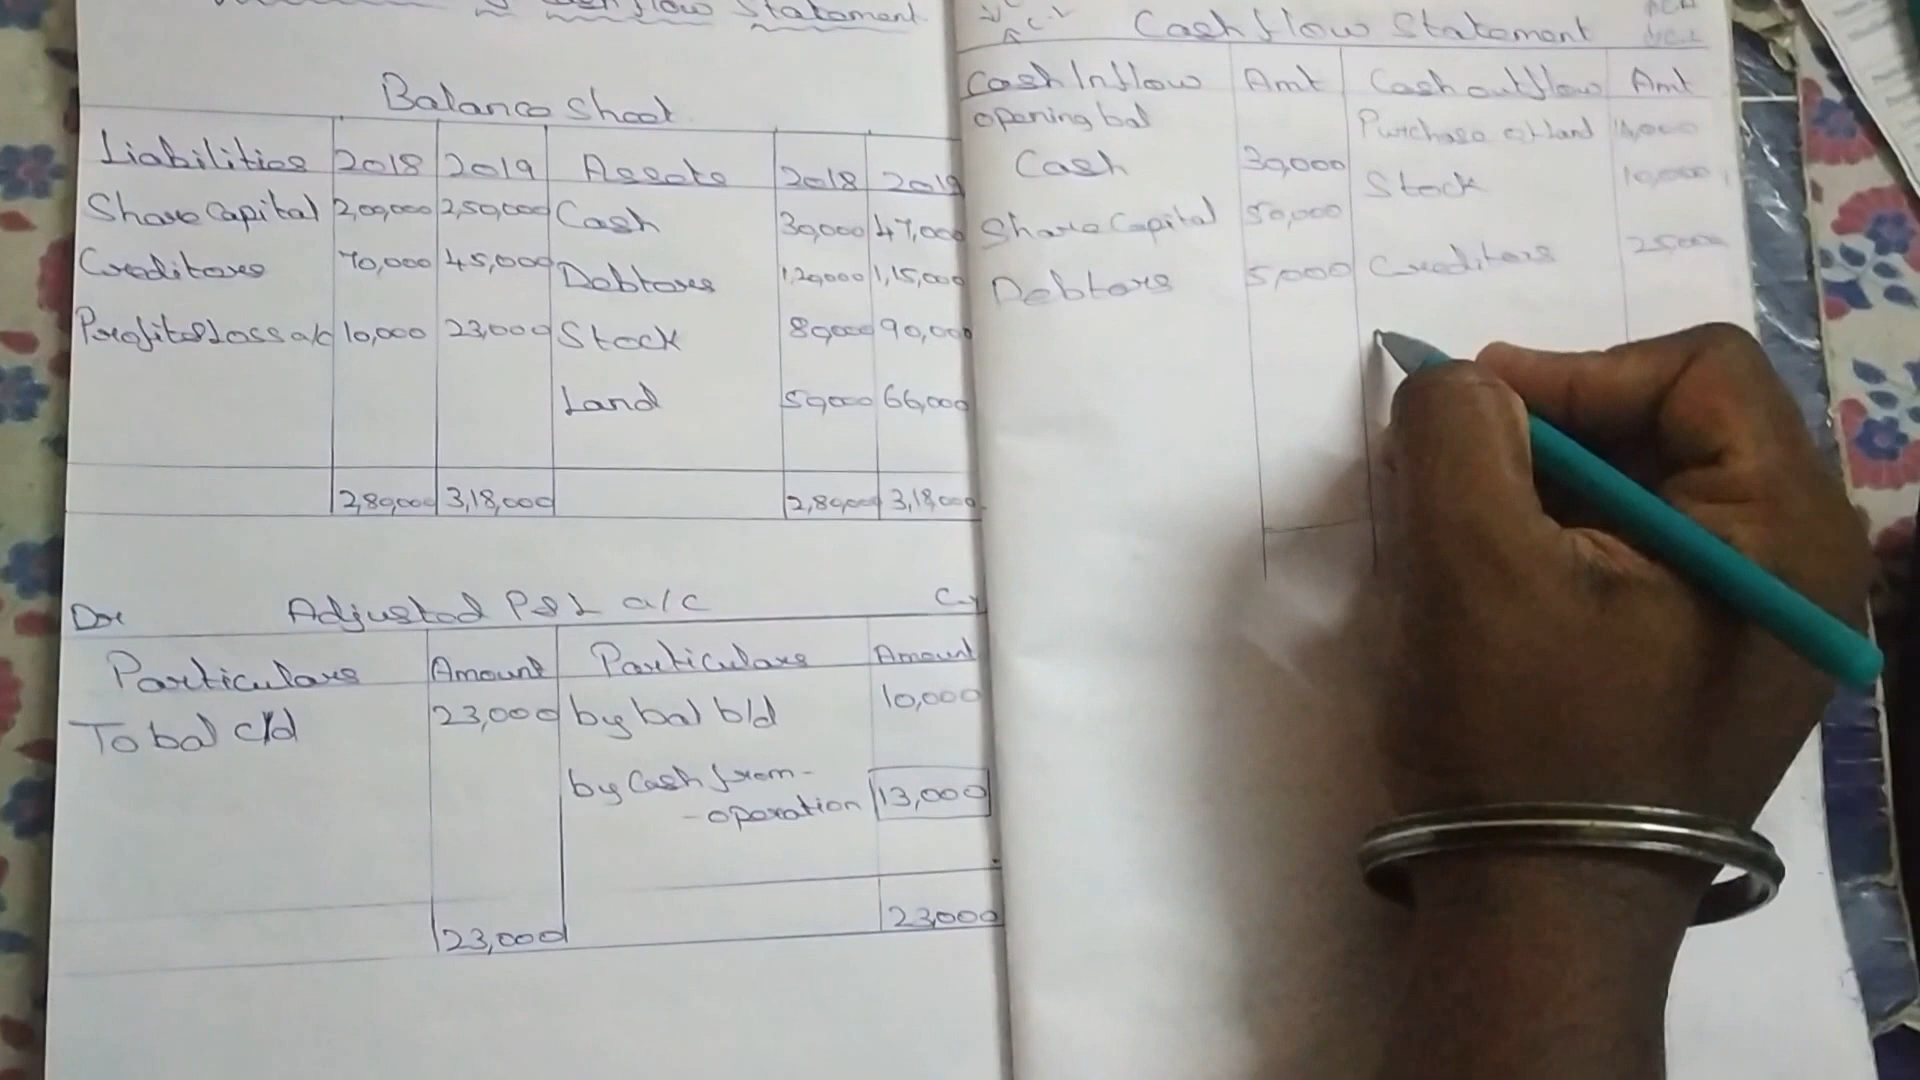 Cash flow Statement
Balance Sheet
Liabilities 2018 2019 Assets 2018 2019
Share Capital 2,00,000 2,50,000 Cash 30,000 47,000
Creditors 70,000 45,000 Debtors 1,20,000 1,15,000
Profit & Loss a/c 10,000 23,000 Stock 80,000 90,000
Land 50,000 66,000
2,80,000 3,18,000 2,80,000 3,18,000
Dr Adjusted P&L a/c Cr
Particulars Amount Particulars Amount
To bal c/d 23,000 by bal b/d 10,000
by Cash from-
-operation 13,000
23,000 23,000
Cash flow Statement
Cash Inflow Amt Cash outflow Amt
opening bal Purchase of land
Cash 30,000 Stock 10,000
Share Capital 50,000
Debtors 5,000 Creditors 25,000